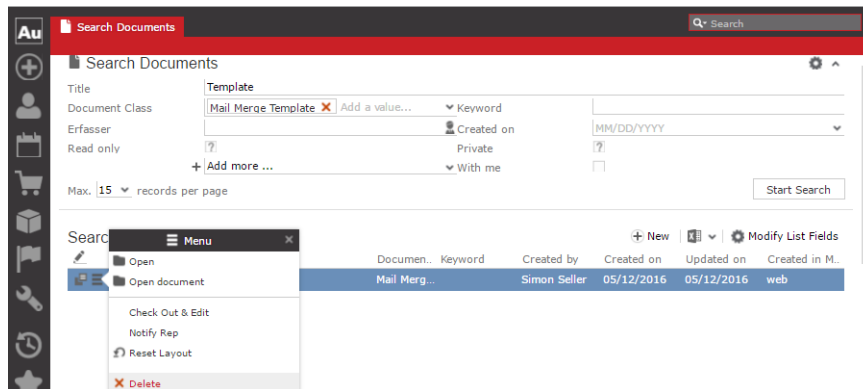 Au
Search Documents
Search
Search Documents
Title Template
Document Class Mail Merge Template Add a value... Keyword
Erfasser Created on MM/DD/YYYY
Read only ? Private ?
+ Add more ... With me
Max. 15 records per page Start Search
Searc
Menu
New Modify List Fields
Documen.. Keyword Created by Created on Updated on Created in M..
Open
Mail Merg... Simon Seller 05/12/2016 05/12/2016 web
Open document
Check Out & Edit
Notify Rep
Reset Layout
Delete